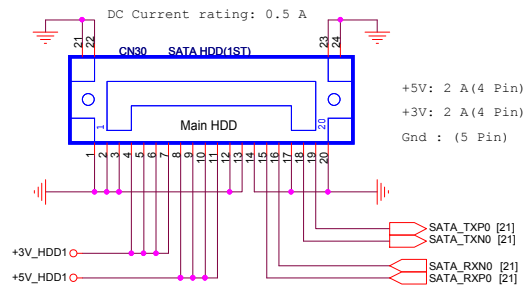 DC Current rating: 0.5 A
21
22
23
24
CN30 SATA HDD(1ST)
+5V: 2 A(4 Pin)
+3V: 2 A(4 Pin)
Gnd : (5 Pin)
1
20
Main HDD
1 2 3 4 5 6 7 8 9 10 11 12 13 14 15 16 17 18 19 20
SATA_TXP0 [21]
SATA_TXN0 [21]
+3V_HDD1
SATA_RXN0 [21]
+5V_HDD1
SATA_RXP0 [21]